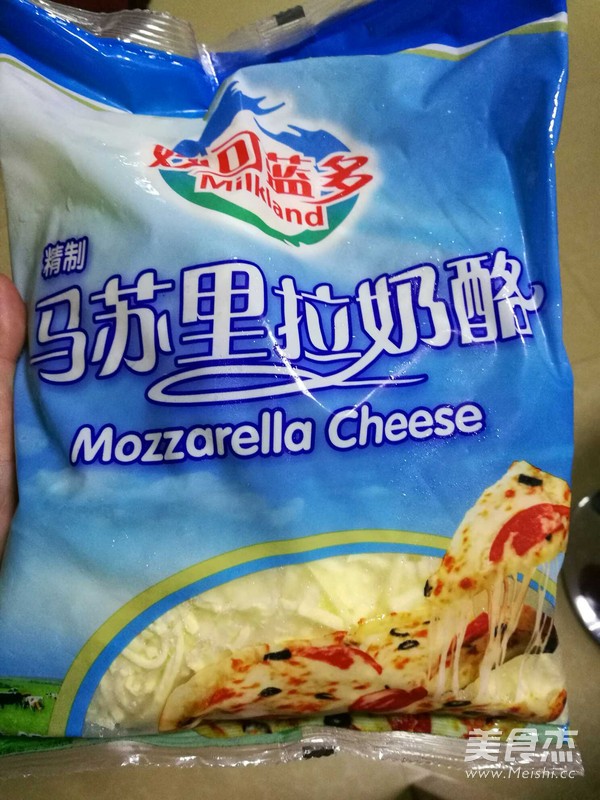 妙可蓝多
Milkland
精制
马苏里拉奶酪
Mozzarella Cheese
美食杰
www.Meishi.cc